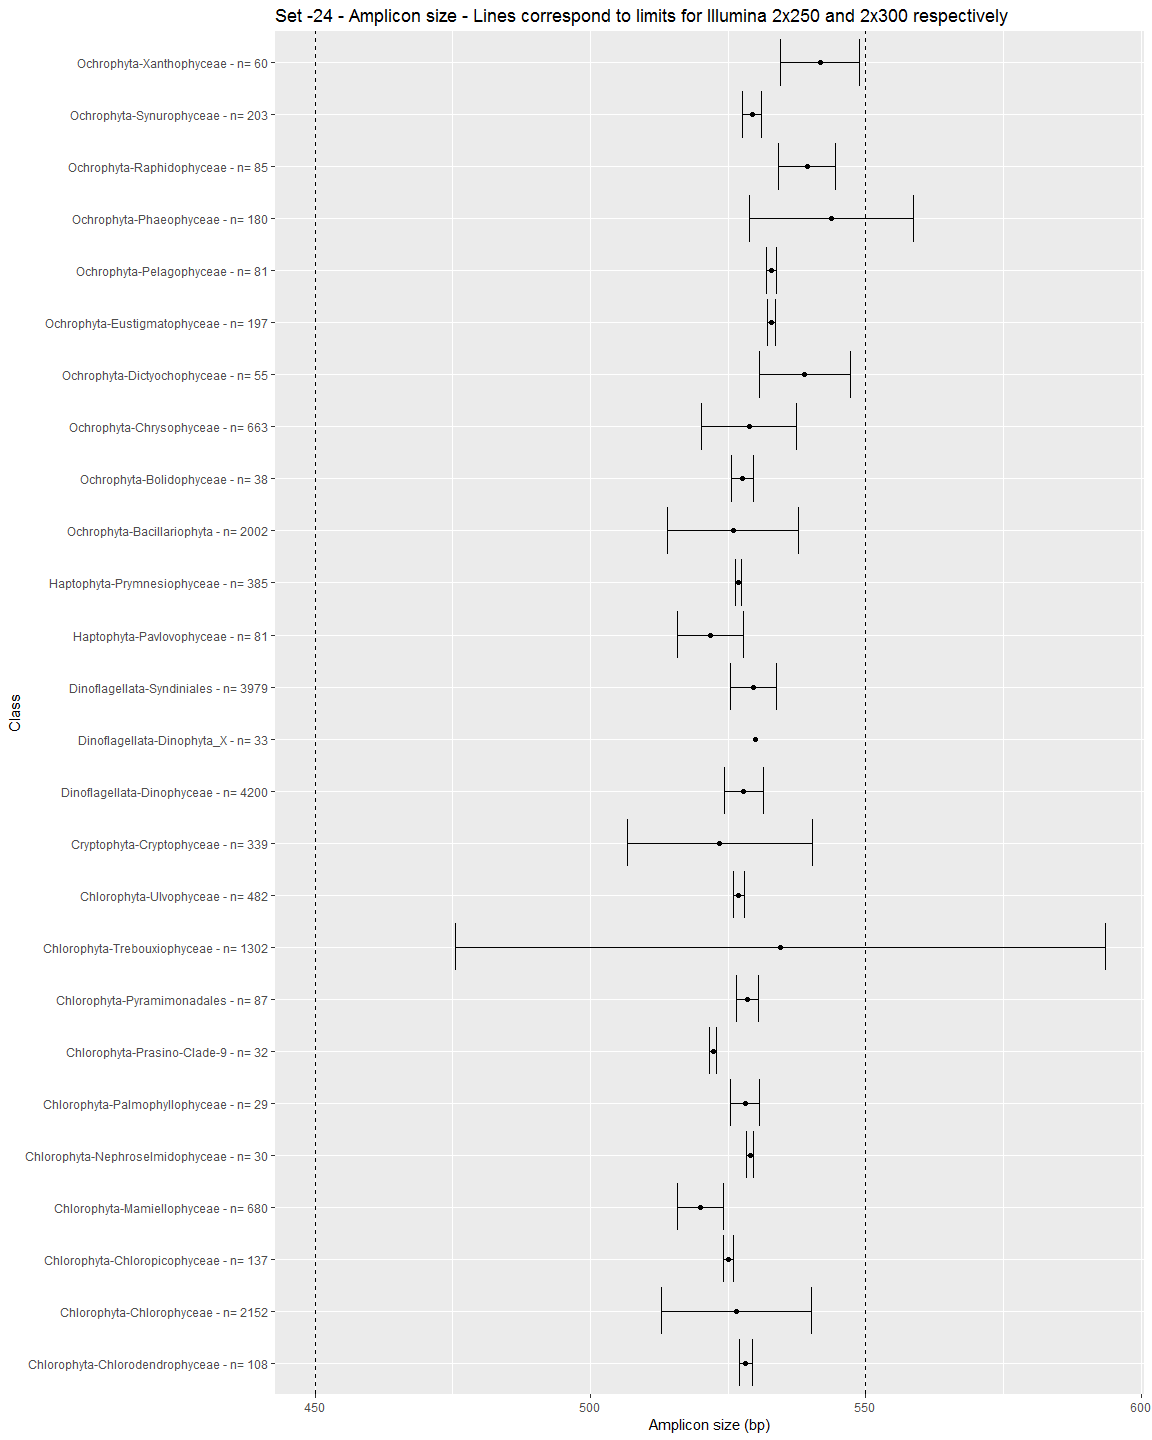 Set -24 - Amplicon size - Lines correspond to limits for Illumina 2x250 and 2x300 respectively
Ochrophyta-Xanthophyceae - n= 60
Ochrophyta-Synurophyceae - n= 203
Ochrophyta-Raphidophyceae - n= 85
Ochrophyta-Phaeophyceae - n= 180
Ochrophyta-Pelagophyceae - n= 81
Ochrophyta-Eustigmatophyceae - n= 197
Ochrophyta-Dictyochophyceae - n= 55
Ochrophyta-Chrysophyceae - n= 663
Ochrophyta-Bolidophyceae - n= 38
Ochrophyta-Bacillariophyta - n= 2002
Haptophyta-Prymnesiophyceae - n= 385
Haptophyta-Pavlovophyceae - n= 81
Dinoflagellata-Syndiniales - n= 3979
Dinoflagellata-Dinophyta_X - n= 33
Dinoflagellata-Dinophyceae - n= 4200
Cryptophyta-Cryptophyceae - n= 339
Chlorophyta-Ulvophyceae - n= 482
Chlorophyta-Trebouxiophyceae - n= 1302
Chlorophyta-Pyramimonadales - n= 87
Chlorophyta-Prasino-Clade-9 - n= 32
Chlorophyta-Palmophyllophyceae - n= 29
Chlorophyta-Nephroselmidophyceae - n= 30
Chlorophyta-Mamiellophyceae - n= 680
Chlorophyta-Chloropicophyceae - n= 137
Chlorophyta-Chlorophyceae - n= 2152
Chlorophyta-Chlorodendrophyceae - n= 108
Class
450 500 550 600
Amplicon size (bp)